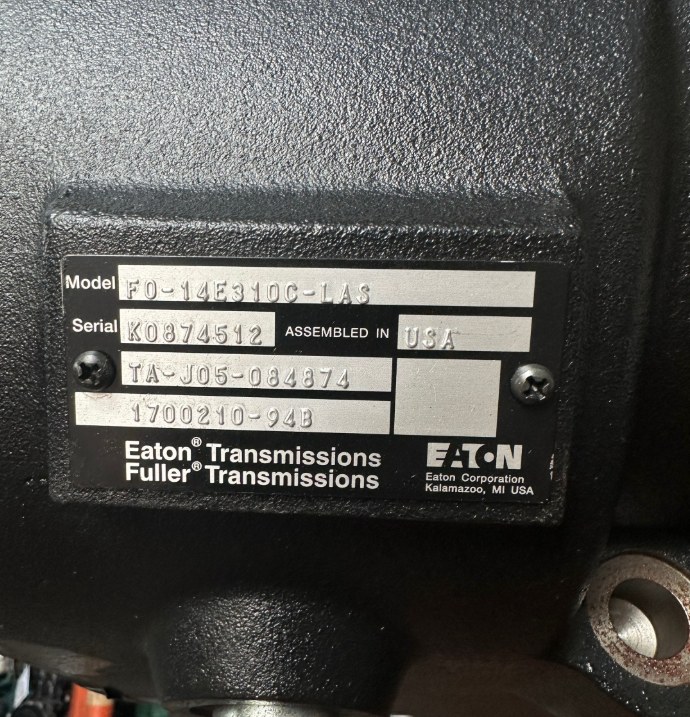 Model FO-14E310C-LAS
Serial K0874512 ASSEMBLED IN USA
TA-J05-084874
1700210-94B
Eaton® Transmissions
Fuller® Transmissions
EATON
Eaton Corporation
Kalamazoo, MI USA